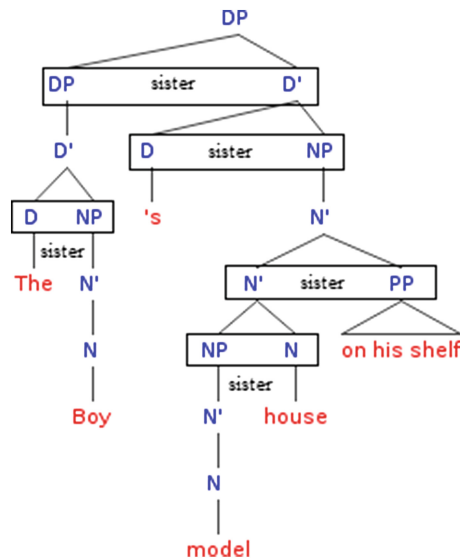 DP
DP sister D'
D' D sister NP
D NP 's N'
sister
The N' N' sister PP
N NP N on his shelf
sister
Boy N' house
N
model